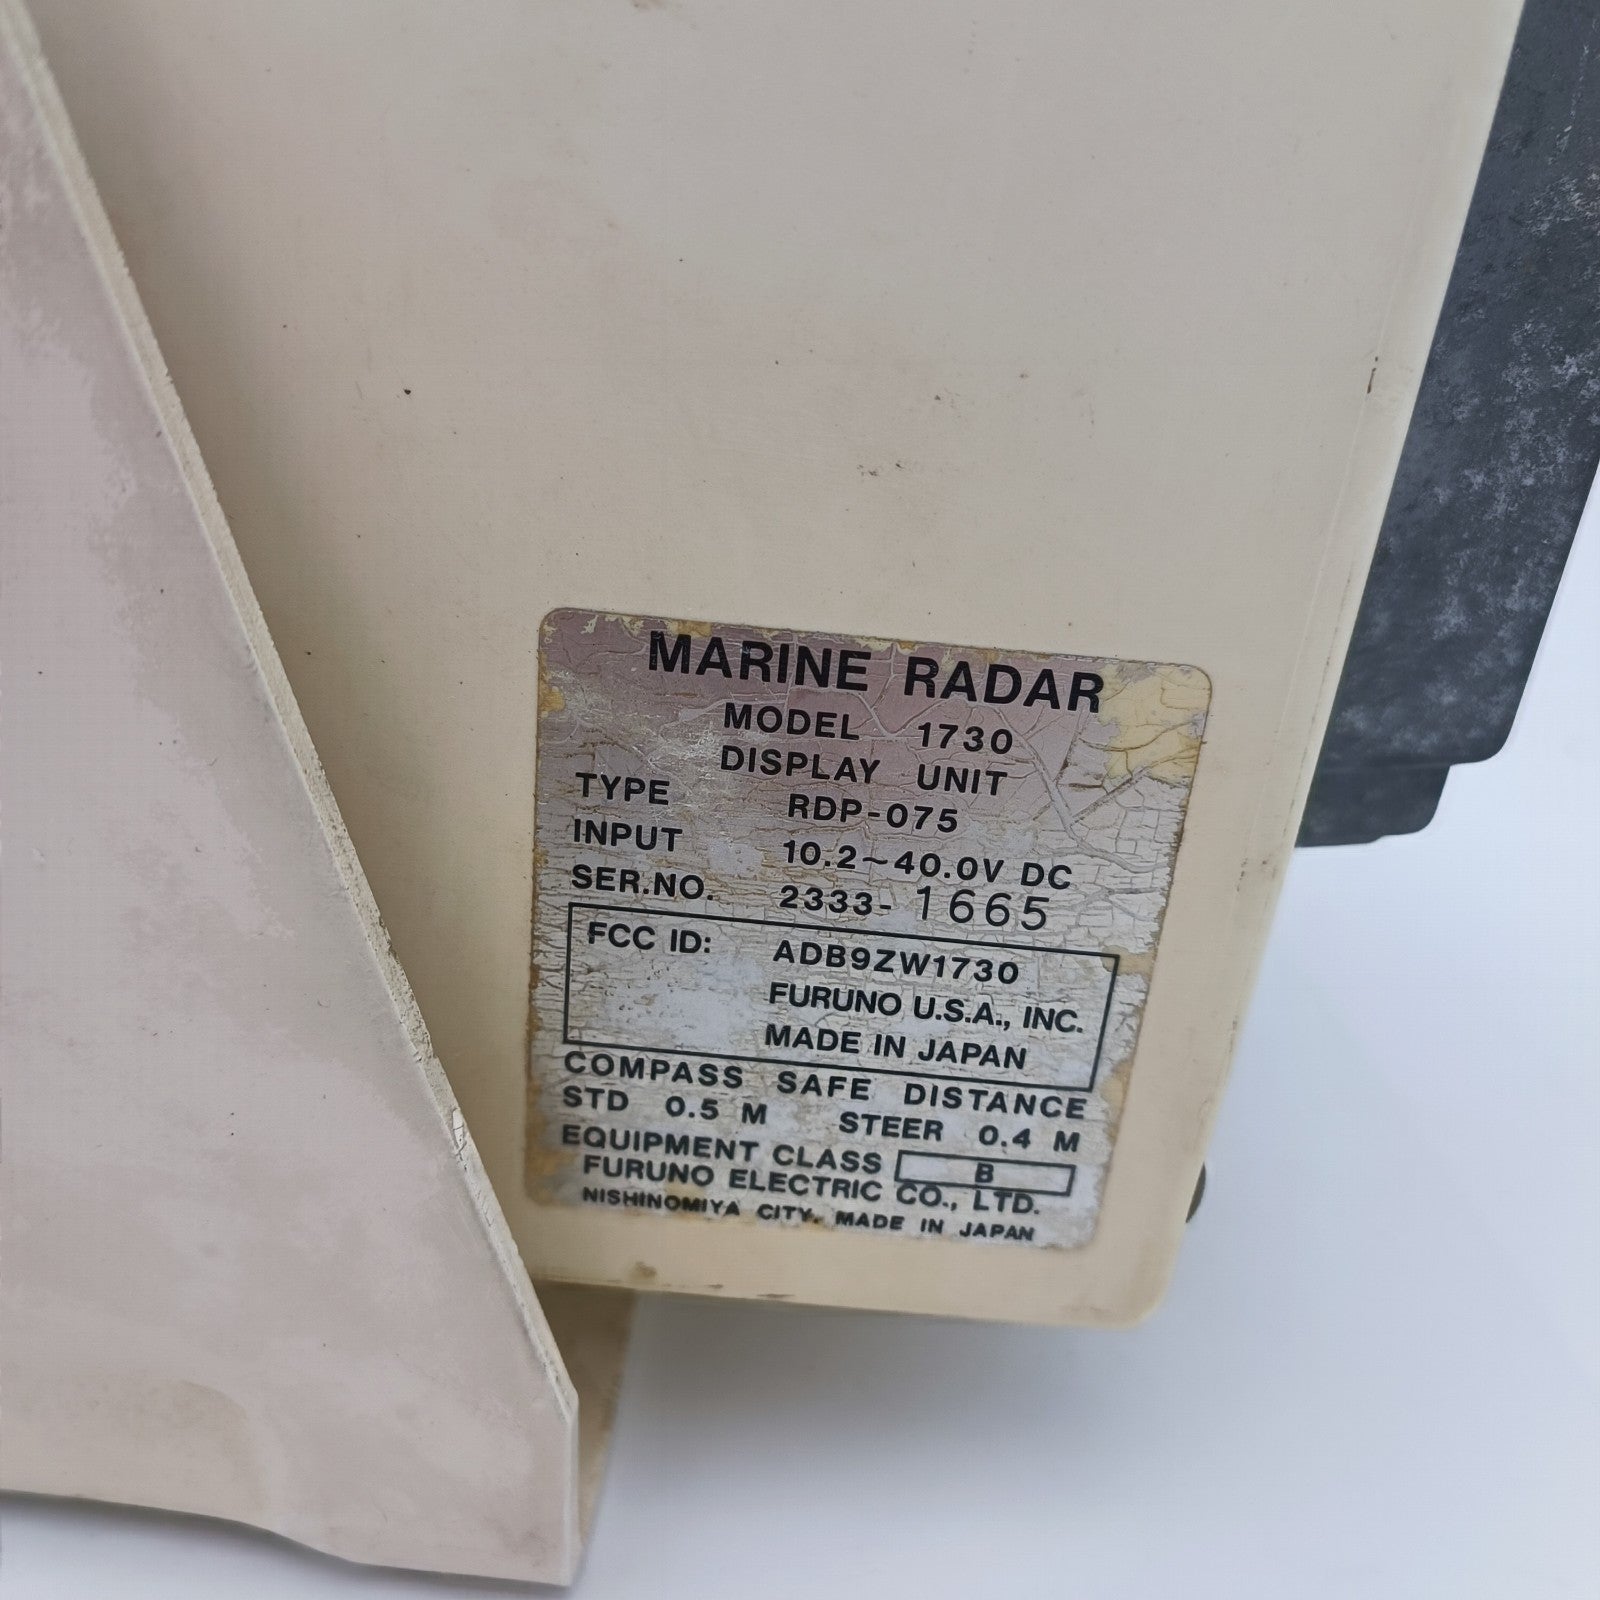 MARINE RADAR
MODEL 1730
DISPLAY UNIT
TYPE RDP-075
INPUT 10.2~40.0V DC
SER.NO. 2333-1665
FCC ID: ADB9ZW1730
FURUNO U.S.A., INC.
MADE IN JAPAN
COMPASS SAFE DISTANCE
STD 0.5 M STEER 0.4 M
EQUIPMENT CLASS B
FURUNO ELECTRIC CO., LTD.
NISHINOMIYA CITY, MADE IN JAPAN